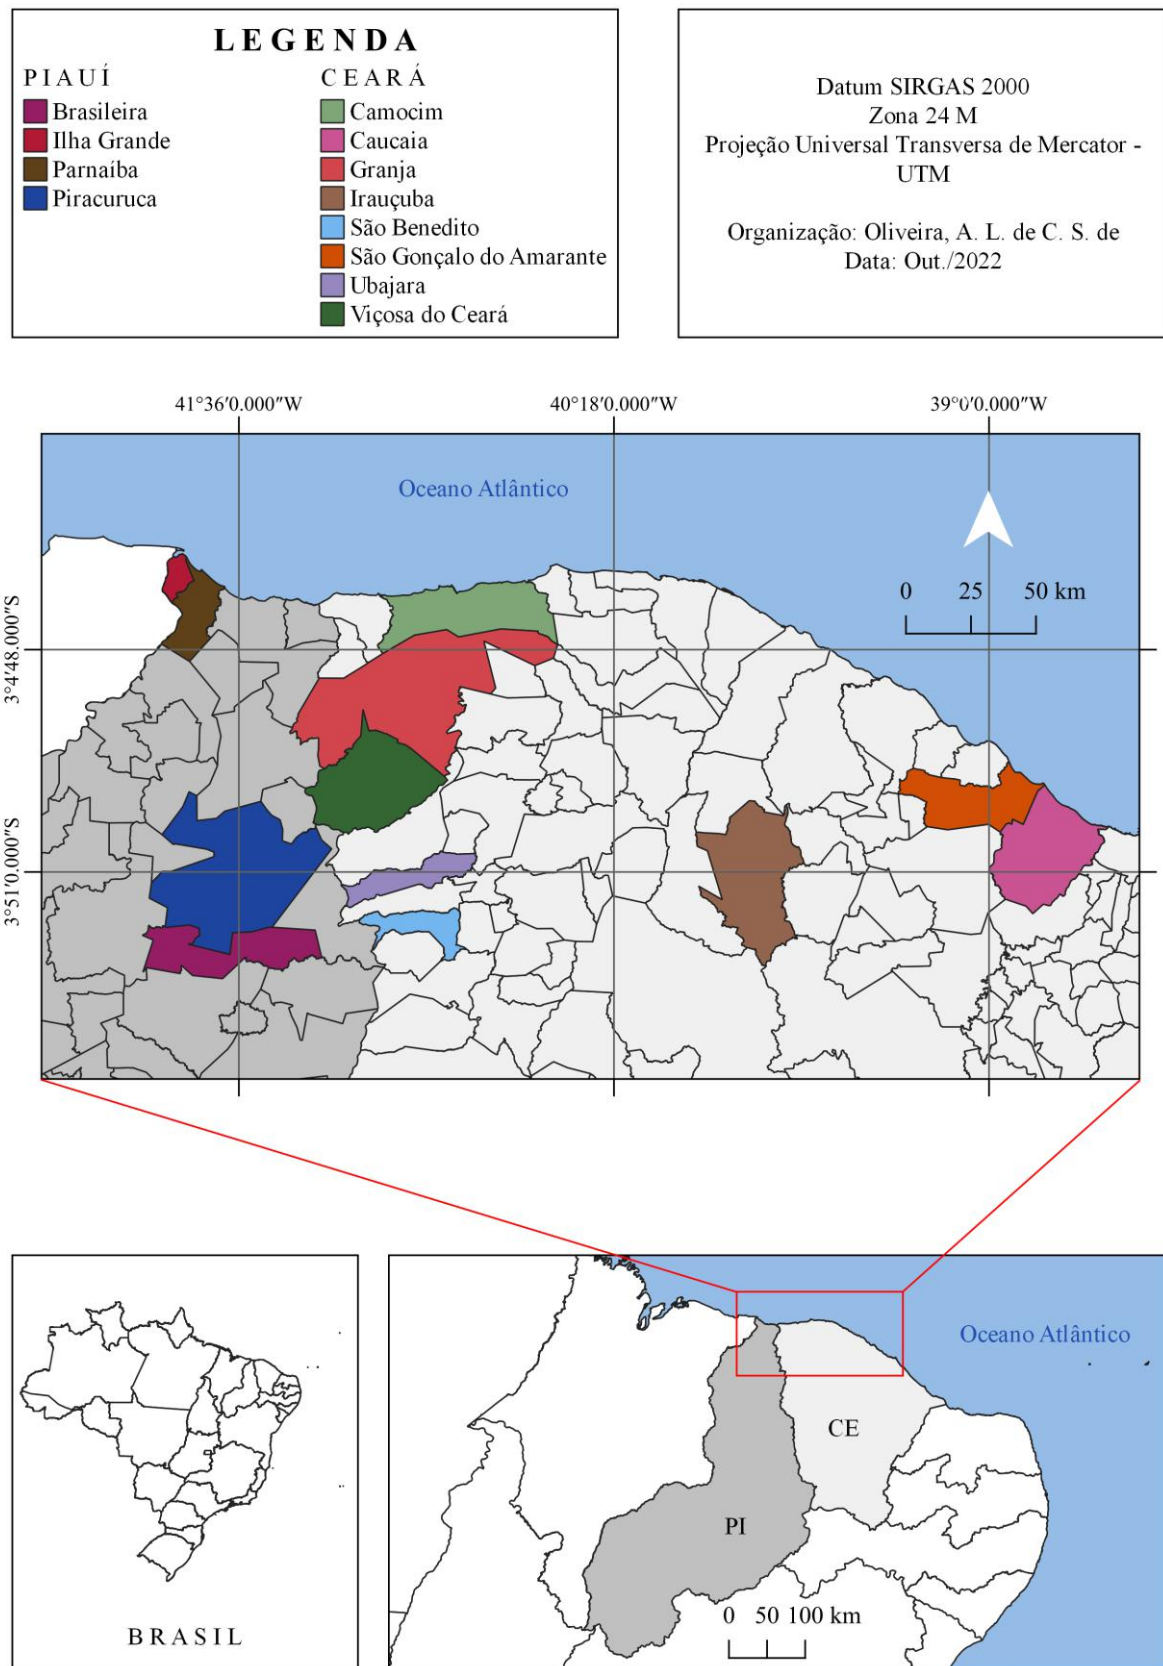 LEGENDA
PIAUÍ
Brasileira
Ilha Grande
Parnaíba
Piracuruca
CEARÁ
Camocim
Caucaia
Granja
Irauçuba
São Benedito
São Gonçalo do Amarante
Ubajara
Viçosa do Ceará
Datum SIRGAS 2000
Zona 24 M
Projeção Universal Transversa de Mercator -
UTM
Organização: Oliveira, A. L. de C. S. de
Data: Out./2022
41°36'0.000"W
40°18'0.000"W
39°0'0.000"W
Oceano Atlântico
0 25 50 km
3°4'48.000"S
3°51'0.000"S
BRASIL
Oceano Atlântico
CE
PI
0 50 100 km